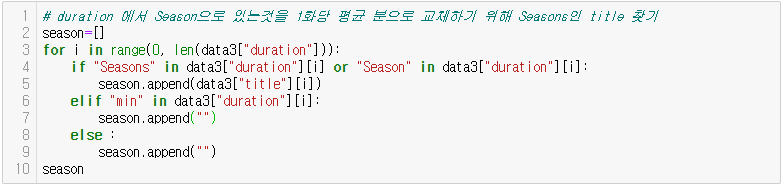 1 # duration 에서 Season으로 있는것을 1화당 평균 분으로 교체하기 위해 Seasons인 title 찾기
2 season=[]
3 for i in range(0, len(data3["duration"])):
4     if "Seasons" in data3["duration"][i] or "Season" in data3["duration"][i]:
5         season.append(data3["title"][i])
6     elif "min" in data3["duration"][i]:
7         season.append("")
8     else :
9         season.append("")
10 season